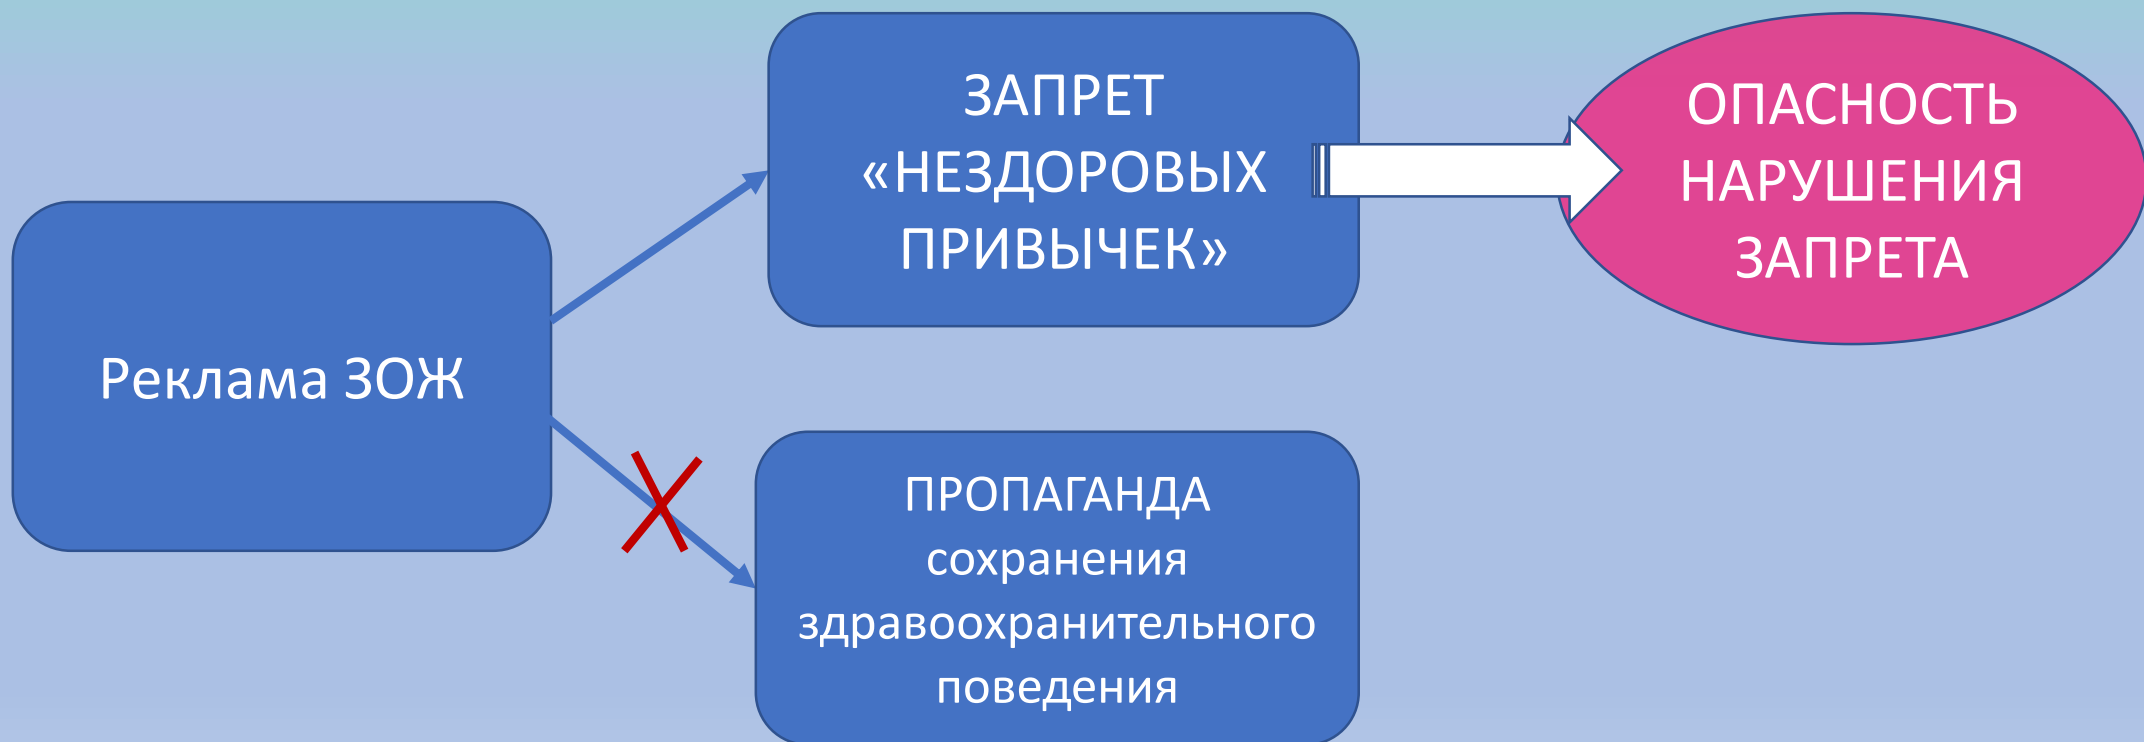 Реклама ЗОЖ
ЗАПРЕТ
«НЕЗДОРОВЫХ
ПРИВЫЧЕК»
ОПАСНОСТЬ
НАРУШЕНИЯ
ЗАПРЕТА
ПРОПАГАНДА
сохранения
здравоохранительного
поведения